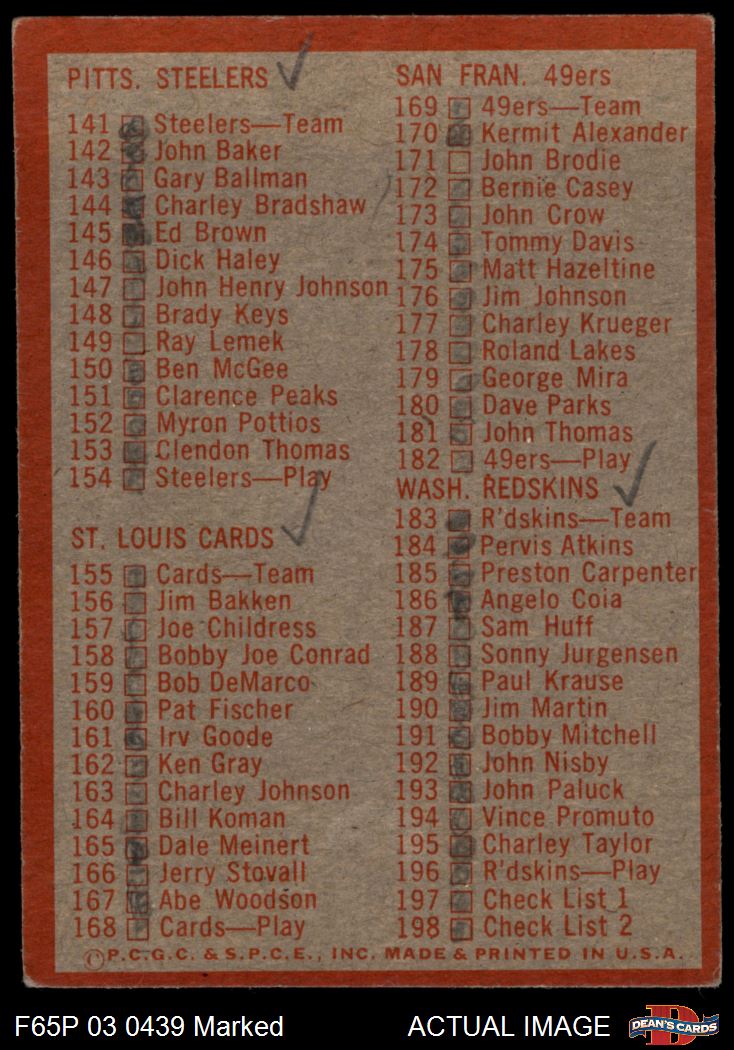 PITTS. STEELERS
141 Steelers—Team
142 John Baker
143 Gary Ballman
144 Charley Bradshaw
145 Ed Brown
146 Dick Haley
147 John Henry Johnson
148 Brady Keys
149 Ray Lemek
150 Ben McGee
151 Clarence Peaks
152 Myron Pottios
153 Clendon Thomas
154 Steelers—Play
ST. LOUIS CARDS
155 Cards—Team
156 Jim Bakken
157 Joe Childress
158 Bobby Joe Conrad
159 Bob DeMarco
160 Pat Fischer
161 Irv Goode
162 Ken Gray
163 Charley Johnson
164 Bill Koman
165 Dale Meinert
166 Jerry Stovall
167 Abe Woodson
168 Cards—Play
SAN FRAN. 49ers
169 49ers—Team
170 Kermit Alexander
171 John Brodie
172 Bernie Casey
173 John Crow
174 Tommy Davis
175 Matt Hazeltine
176 Jim Johnson
177 Charley Krueger
178 Roland Lakes
179 George Mira
180 Dave Parks
181 John Thomas
182 49ers—Play
WASH. REDSKINS
183 R'dskins—Team
184 Pervis Atkins
185 Preston Carpenter
186 Angelo Coia
187 Sam Huff
188 Sonny Jurgensen
189 Paul Krause
190 Jim Martin
191 Bobby Mitchell
192 John Nisby
193 John Paluck
194 Vince Promuto
195 Charley Taylor
196 R'dskins—Play
197 Check List 1
198 Check List 2
©P.C.G.C. & S.P.C.E., INC. MADE & PRINTED IN U.S.A.
F65P 03 0439 Marked
ACTUAL IMAGE
DEAN'S CARDS